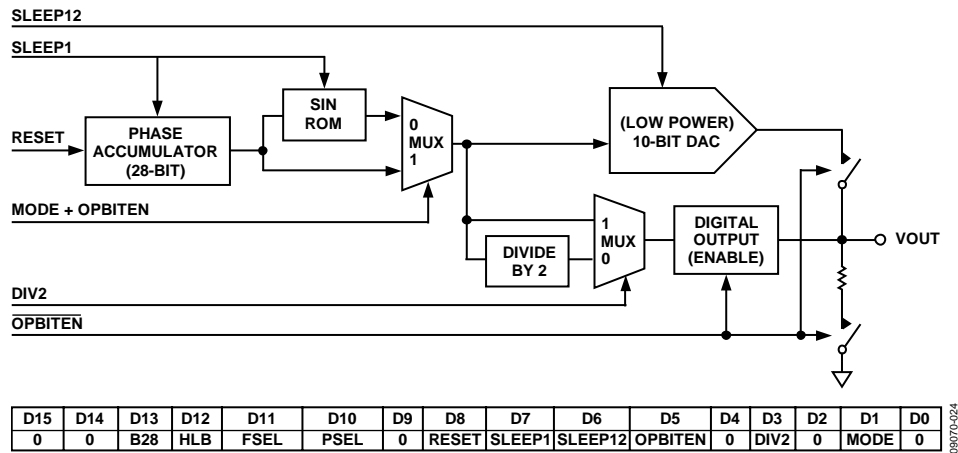 SLEEP12
SLEEP1
RESET
PHASE
ACCUMULATOR
(28-BIT)
SIN
ROM
0
MUX
1
(LOW POWER)
10-BIT DAC
MODE + OPBITEN
1
MUX
0
DIVIDE
BY 2
DIGITAL
OUTPUT
(ENABLE)
VOUT
DIV2
OPBITEN
D15 D14 D13 D12 D11 D10 D9 D8 D7 D6 D5 D4 D3 D2 D1 D0
0 0 B28 HLB FSEL PSEL 0 RESET SLEEP1 SLEEP12 OPBITEN 0 DIV2 0 MODE 0
09070-024